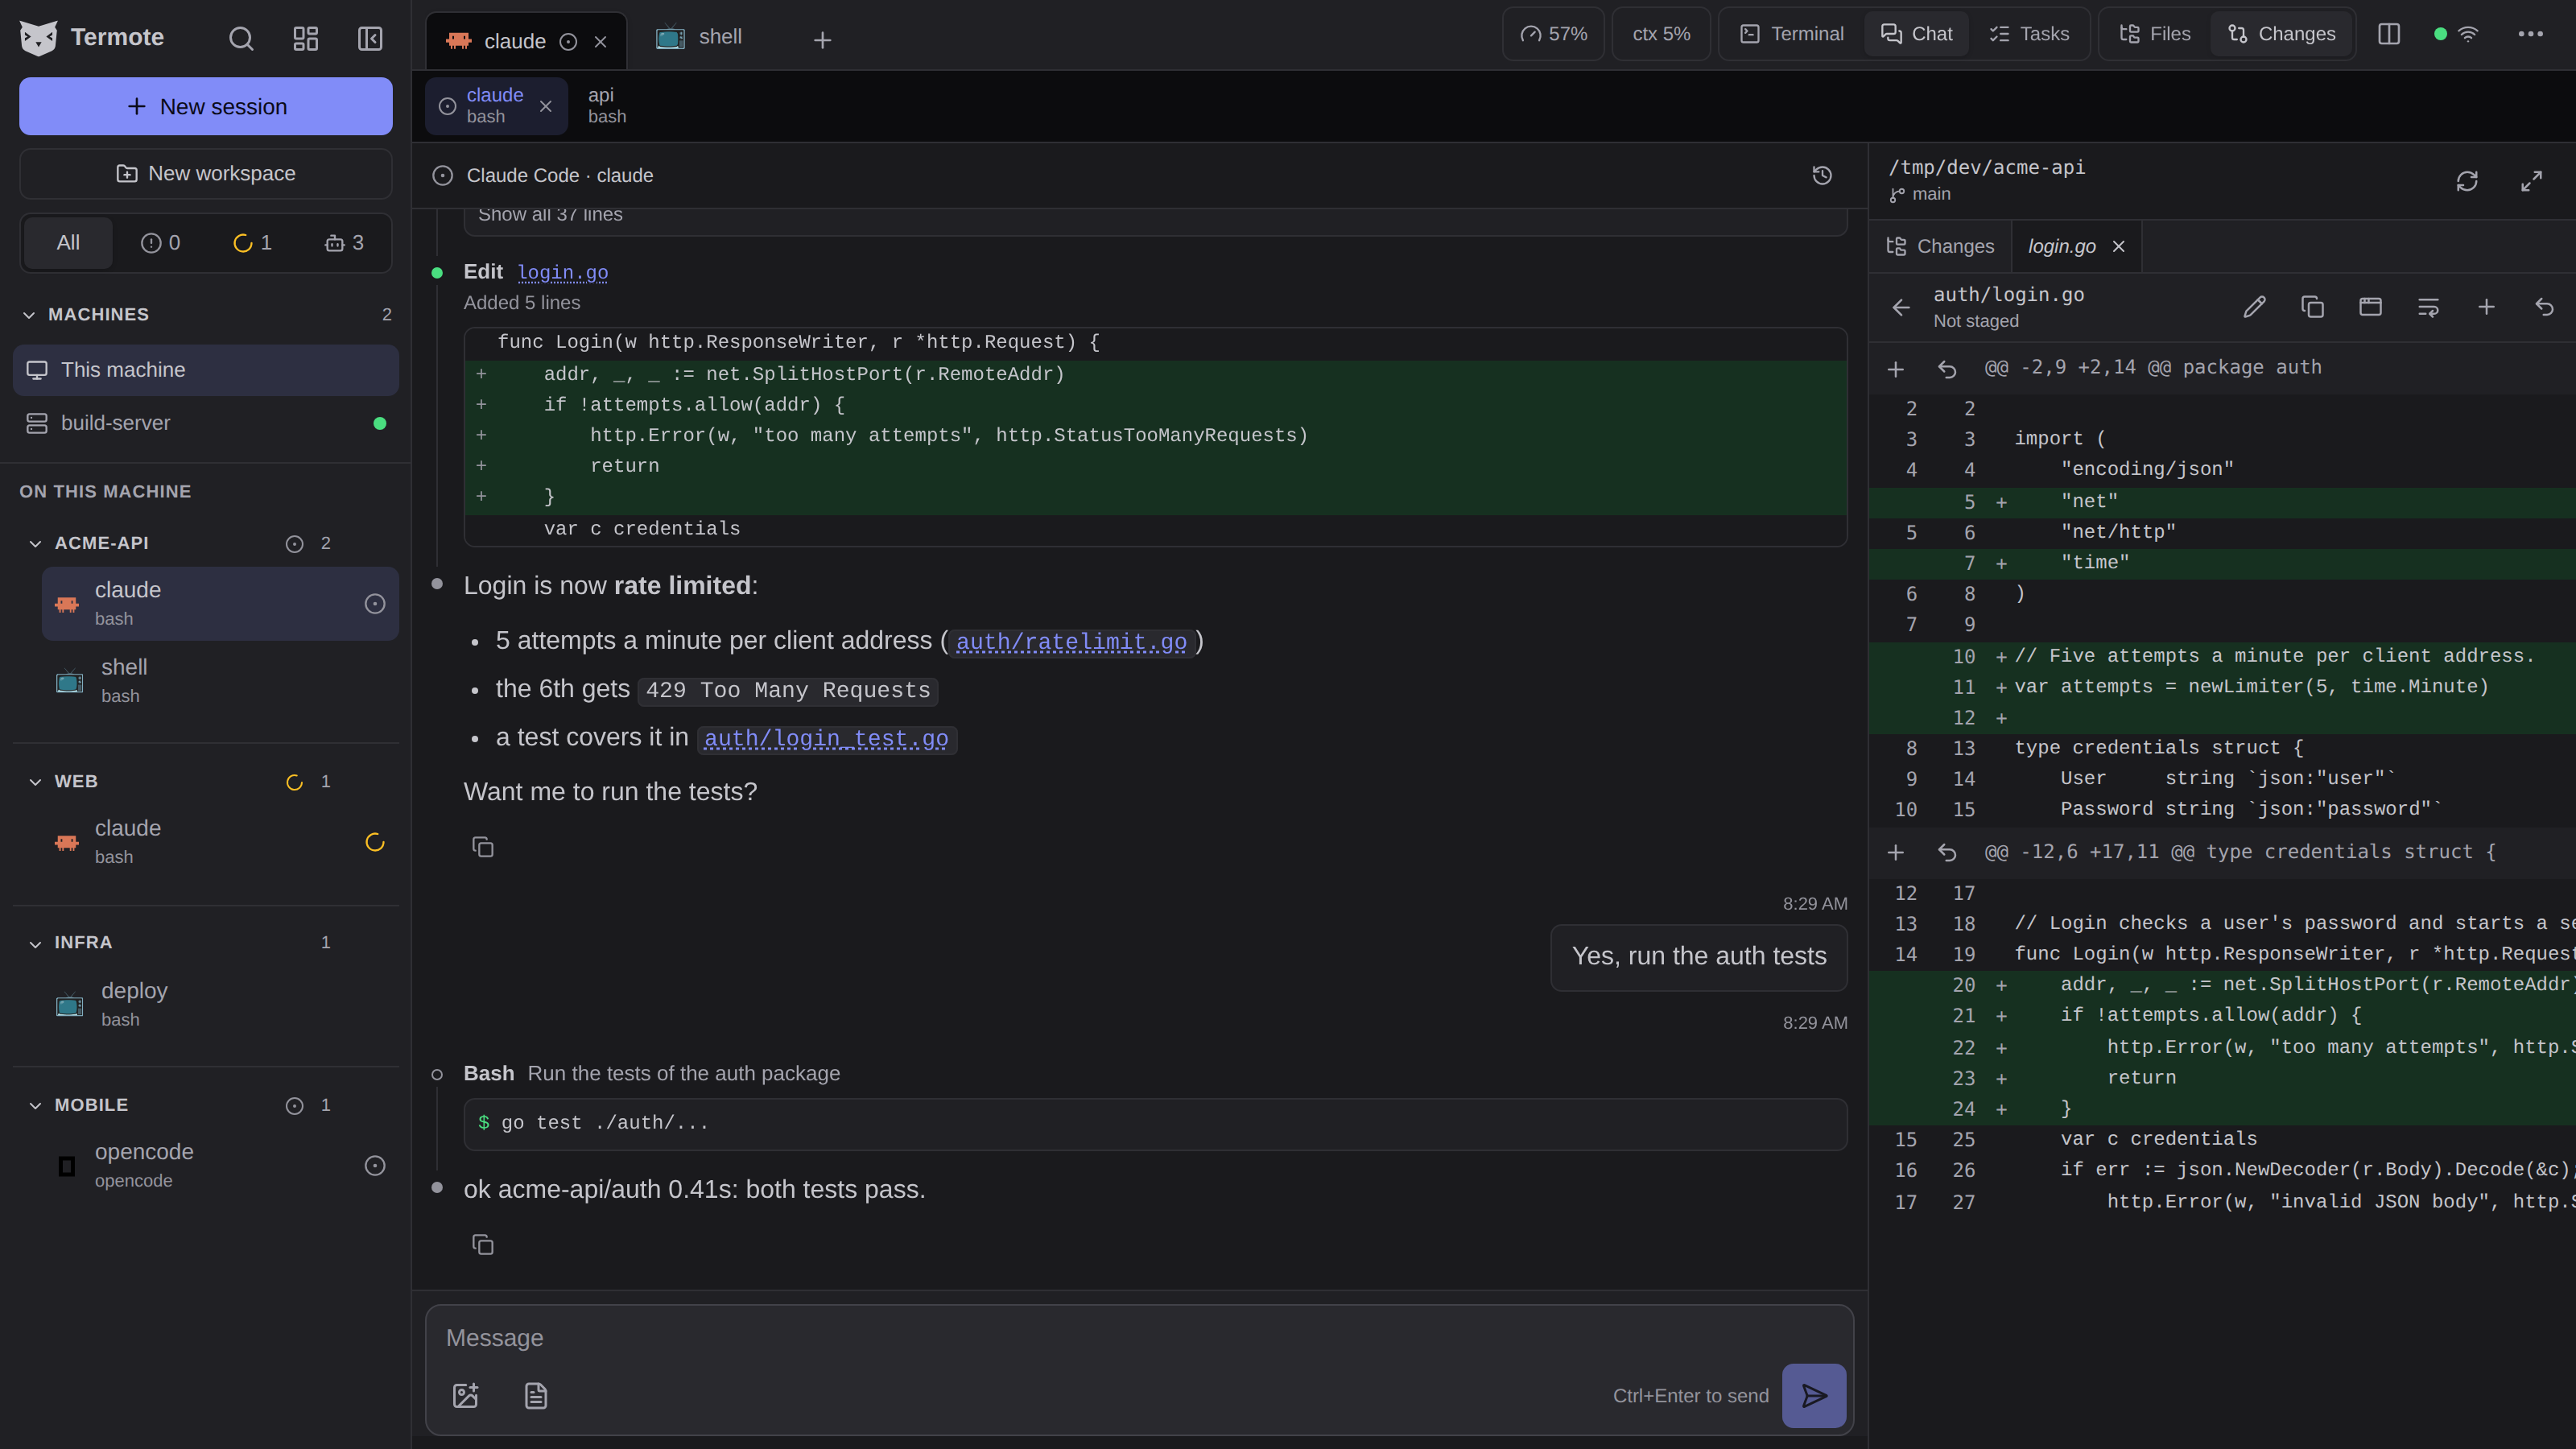 Termote
New session
New workspace
All
0
1
3
MACHINES
2
This machine
build-server
ON THIS MACHINE
ACME-API
2
claude
bash
shell
bash
WEB
1
claude
bash
INFRA
1
deploy
bash
MOBILE
1
opencode
opencode
claude
shell
57%
ctx 5%
Terminal
Chat
Tasks
Files
Changes
claude
bash
api
bash
Claude Code · claude
Show all 37 lines
Edit login.go
Added 5 lines
func Login(w http.ResponseWriter, r *http.Request) {
+     addr, _, _ := net.SplitHostPort(r.RemoteAddr)
+     if !attempts.allow(addr) {
+         http.Error(w, "too many attempts", http.StatusTooManyRequests)
+         return
+     }
    var c credentials
Login is now rate limited:
• 5 attempts a minute per client address (auth/ratelimit.go)
• the 6th gets 429 Too Many Requests
• a test covers it in auth/login_test.go
Want me to run the tests?
8:29 AM
Yes, run the auth tests
8:29 AM
Bash Run the tests of the auth package
$ go test ./auth/...
ok acme-api/auth 0.41s: both tests pass.
Message
Ctrl+Enter to send
/tmp/dev/acme-api
main
Changes
login.go
auth/login.go
Not staged
@@ -2,9 +2,14 @@ package auth
2 2
3 3 import (
4 4     "encoding/json"
5 +     "net"
5 6     "net/http"
7 +     "time"
6 8 )
7 9
10 + // Five attempts a minute per client address.
11 + var attempts = newLimiter(5, time.Minute)
12 +
8 13 type credentials struct {
9 14     User     string `json:"user"`
10 15     Password string `json:"password"`
@@ -12,6 +17,11 @@ type credentials struct {
12 17
13 18 // Login checks a user's password and starts a se
14 19 func Login(w http.ResponseWriter, r *http.Request
20 +     addr, _, _ := net.SplitHostPort(r.RemoteAddr)
21 +     if !attempts.allow(addr) {
22 +         http.Error(w, "too many attempts", http.S
23 +         return
24 +     }
15 25     var c credentials
16 26     if err := json.NewDecoder(r.Body).Decode(&c);
17 27         http.Error(w, "invalid JSON body", http.S